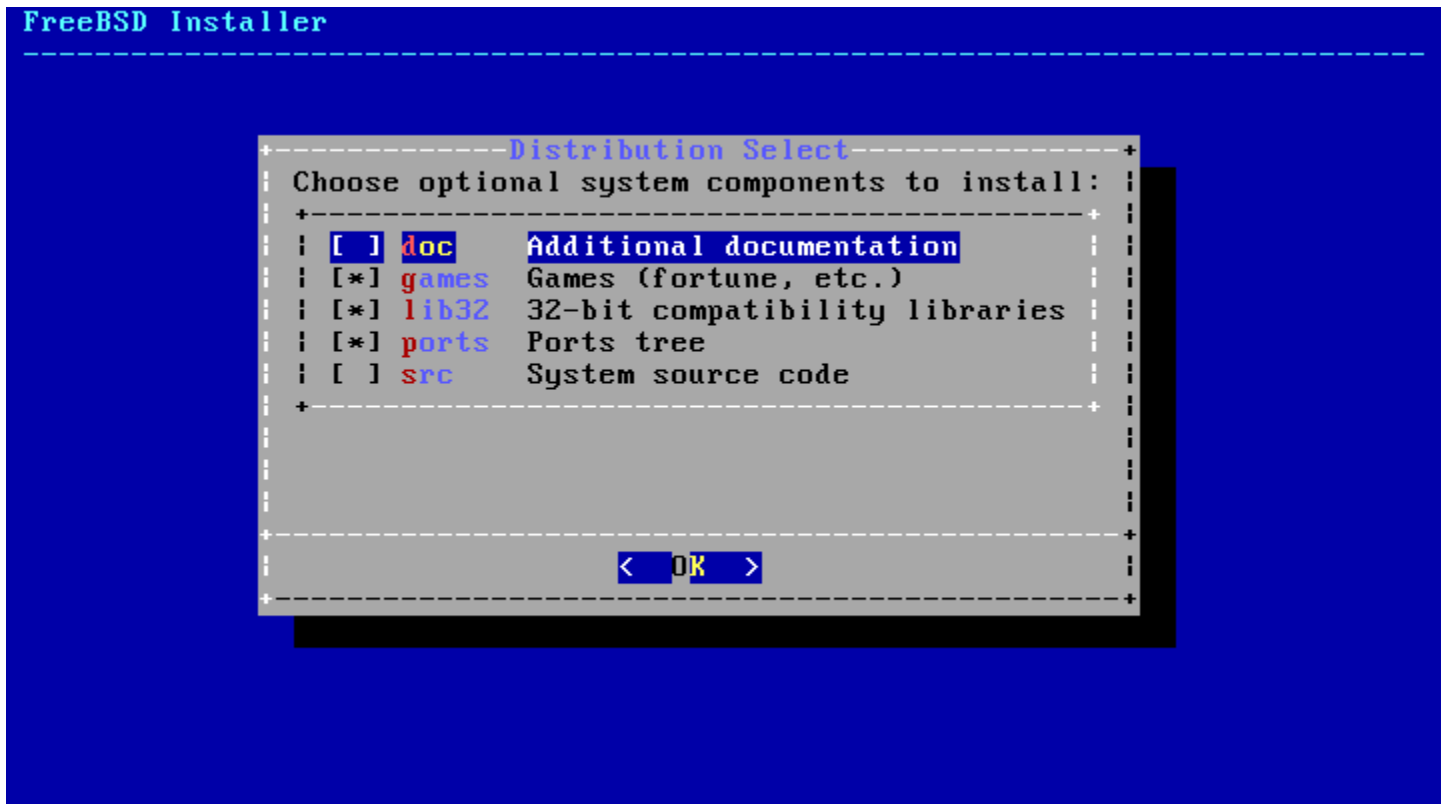 FreeBSD Installer
Distribution Select
Choose optional system components to install:
[ ] doc Additional documentation
[*] games Games (fortune, etc.)
[*] lib32 32-bit compatibility libraries
[*] ports Ports tree
[ ] src System source code
< OK >